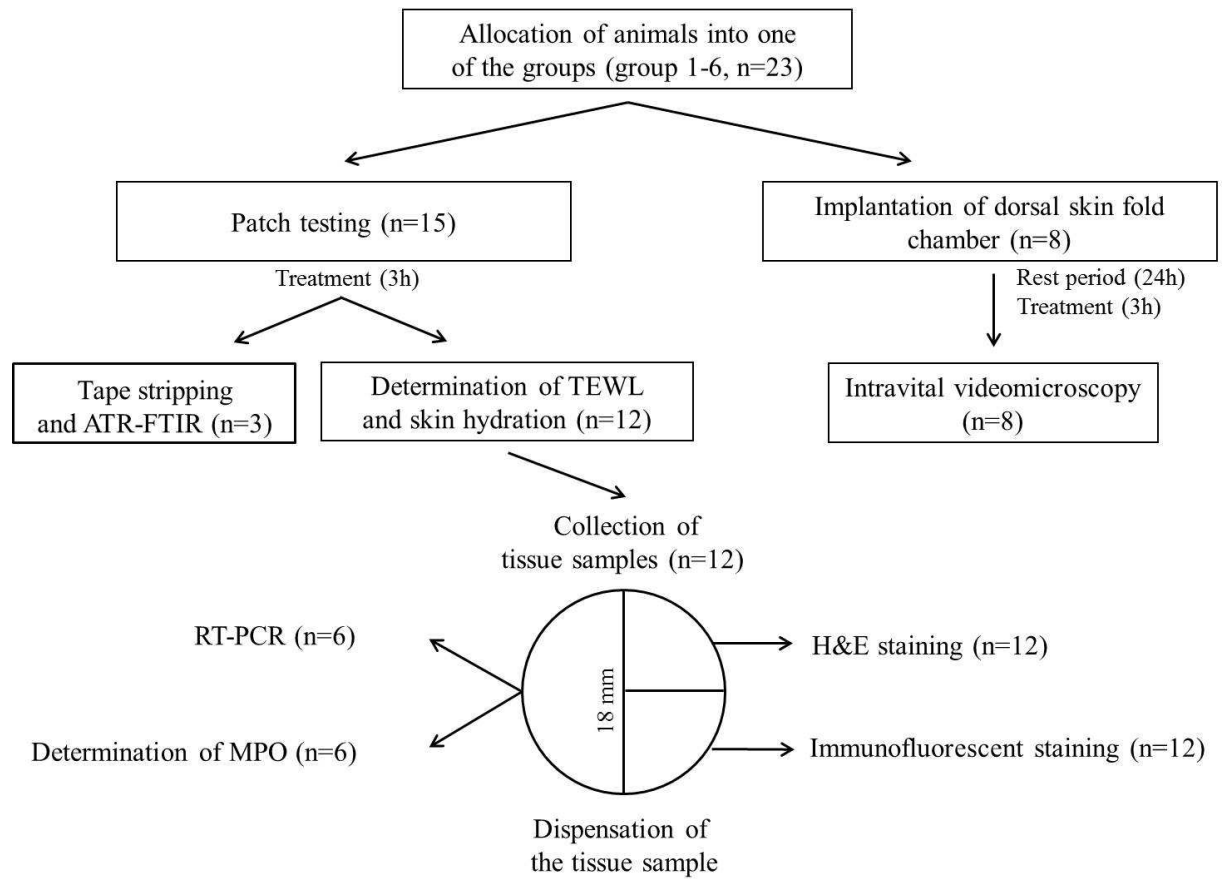 Allocation of animals into one
of the groups (group 1-6, n=23)
Patch testing (n=15)
Implantation of dorsal skin fold
chamber (n=8)
Treatment (3h)
Rest period (24h)
Treatment (3h)
Tape stripping
and ATR-FTIR (n=3)
Determination of TEWL
and skin hydration (n=12)
Intravital videomicroscopy
(n=8)
Collection of
tissue samples (n=12)
RT-PCR (n=6)
H&E staining (n=12)
18 mm
Determination of MPO (n=6)
Immunofluorescent staining (n=12)
Dispensation of
the tissue sample